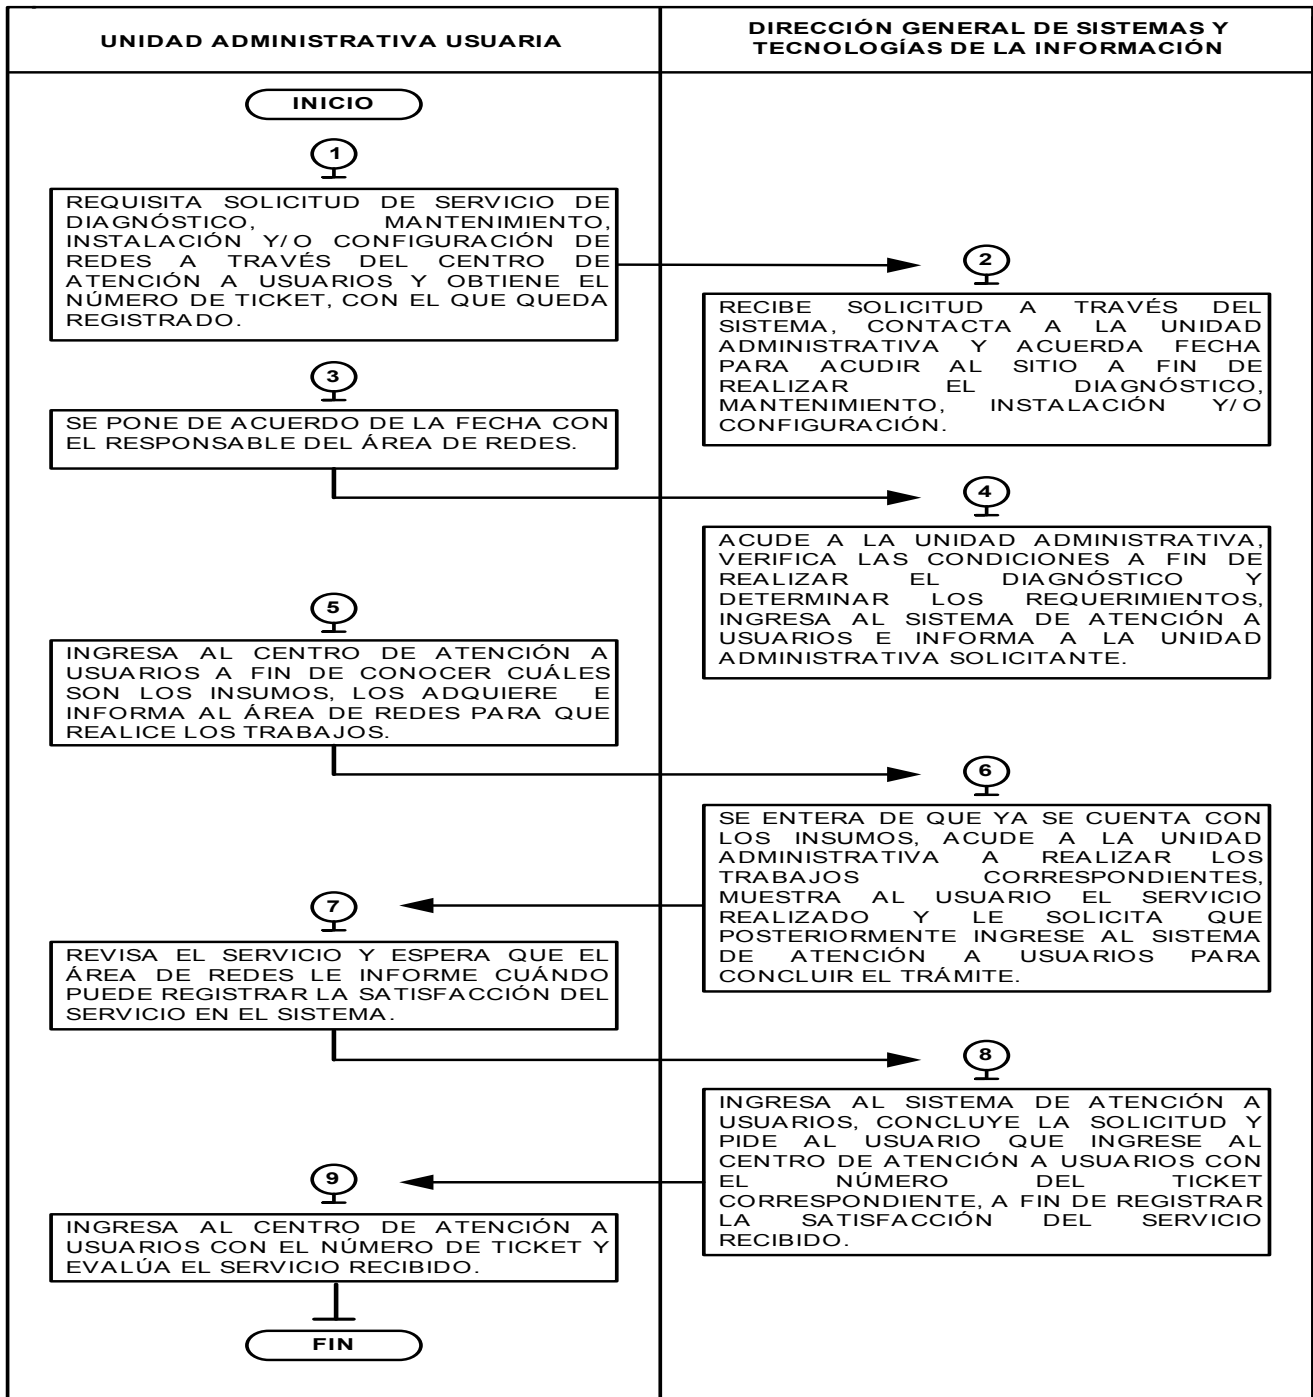 UNIDAD ADMINISTRATIVA USUARIA
DIRECCIÓN GENERAL DE SISTEMAS Y
TECNOLOGÍAS DE LA INFORMACIÓN
INICIO
1
REQUISITA SOLICITUD DE SERVICIO DE
DIAGNÓSTICO, MANTENIMIENTO,
INSTALACIÓN Y/O CONFIGURACIÓN DE
REDES A TRAVÉS DEL CENTRO DE
ATENCIÓN A USUARIOS Y OBTIENE EL
NÚMERO DE TICKET, CON EL QUE QUEDA
REGISTRADO.
2
RECIBE SOLICITUD A TRAVÉS DEL
SISTEMA, CONTACTA A LA UNIDAD
ADMINISTRATIVA Y ACUERDA FECHA
PARA ACUDIR AL SITIO A FIN DE
REALIZAR EL DIAGNÓSTICO,
MANTENIMIENTO, INSTALACIÓN Y/O
CONFIGURACIÓN.
3
SE PONE DE ACUERDO DE LA FECHA CON
EL RESPONSABLE DEL ÁREA DE REDES.
4
ACUDE A LA UNIDAD ADMINISTRATIVA,
VERIFICA LAS CONDICIONES A FIN DE
REALIZAR EL DIAGNÓSTICO Y
DETERMINAR LOS REQUERIMIENTOS,
INGRESA AL SISTEMA DE ATENCIÓN A
USUARIOS E INFORMA A LA UNIDAD
ADMINISTRATIVA SOLICITANTE.
5
INGRESA AL CENTRO DE ATENCIÓN A
USUARIOS A FIN DE CONOCER CUÁLES
SON LOS INSUMOS, LOS ADQUIERE E
INFORMA AL ÁREA DE REDES PARA QUE
REALICE LOS TRABAJOS.
6
SE ENTERA DE QUE YA SE CUENTA CON
LOS INSUMOS, ACUDE A LA UNIDAD
ADMINISTRATIVA A REALIZAR LOS
TRABAJOS CORRESPONDIENTES,
MUESTRA AL USUARIO EL SERVICIO
REALIZADO Y LE SOLICITA QUE
POSTERIORMENTE INGRESE AL SISTEMA
DE ATENCIÓN A USUARIOS PARA
CONCLUIR EL TRÁMITE.
7
REVISA EL SERVICIO Y ESPERA QUE EL
ÁREA DE REDES LE INFORME CUÁNDO
PUEDE REGISTRAR LA SATISFACCIÓN DEL
SERVICIO EN EL SISTEMA.
8
INGRESA AL SISTEMA DE ATENCIÓN A
USUARIOS, CONCLUYE LA SOLICITUD Y
PIDE AL USUARIO QUE INGRESE AL
CENTRO DE ATENCIÓN A USUARIOS CON
EL NÚMERO DEL TICKET
CORRESPONDIENTE, A FIN DE REGISTRAR
LA SATISFACCIÓN DEL SERVICIO
RECIBIDO.
9
INGRESA AL CENTRO DE ATENCIÓN A
USUARIOS CON EL NÚMERO DE TICKET Y
EVALÚA EL SERVICIO RECIBIDO.
FIN